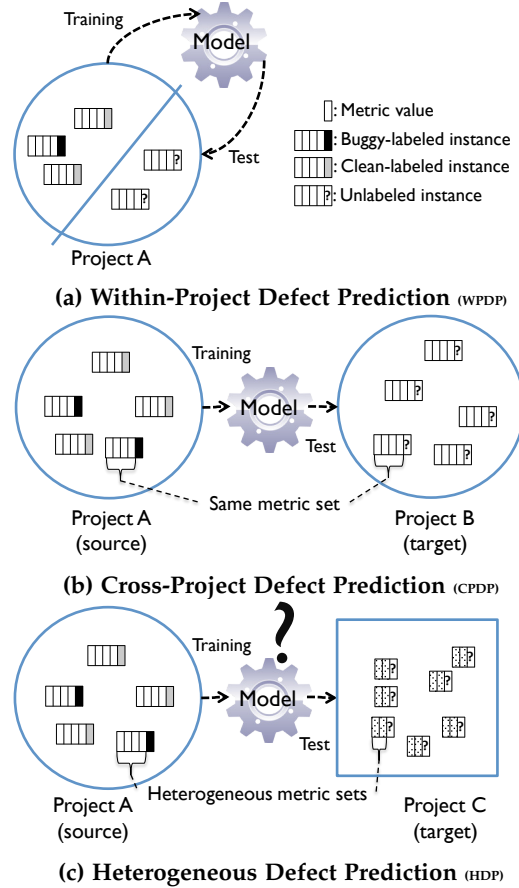 Training
Model
Test
?
?
Project A
: Metric value
: Buggy-labeled instance
: Clean-labeled instance
?: Unlabeled instance
(a) Within-Project Defect Prediction (WPDP)
Training
Model
Test
?
?
?
?
?
Same metric set
Project A
(source)
Project B
(target)
(b) Cross-Project Defect Prediction (CPDP)
?
Training
Model
Test
?
?
?
?
?
?
?
Heterogeneous metric sets
Project A
(source)
Project C
(target)
(c) Heterogeneous Defect Prediction (HDP)